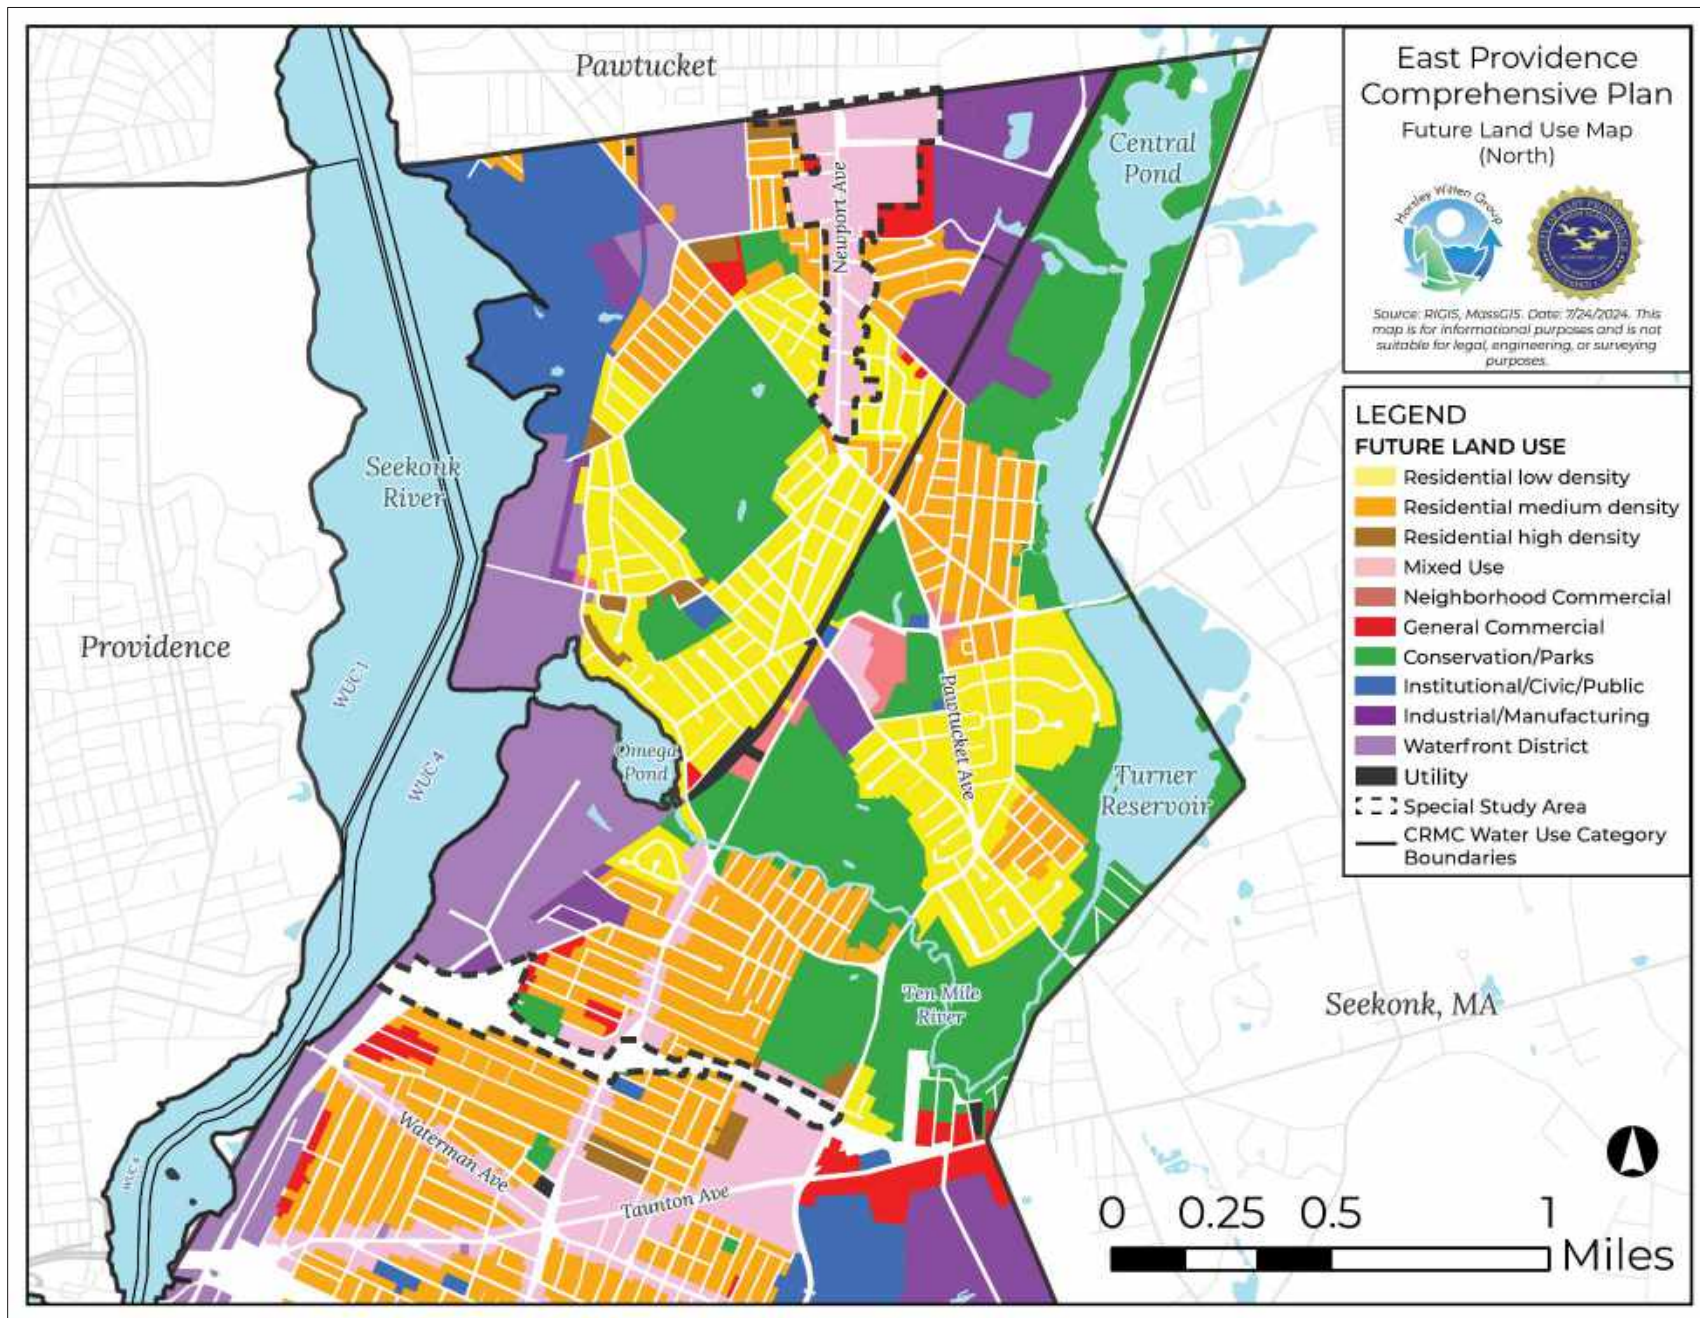 East Providence
Comprehensive Plan
Future Land Use Map
(North)
Horsley Witten Group
Source: RIGIS, MassGIS. Date: 7/24/2024. This
map is for informational purposes and is not
suitable for legal, engineering, or surveying
purposes.
LEGEND
FUTURE LAND USE
Residential low density
Residential medium density
Residential high density
Mixed Use
Neighborhood Commercial
General Commercial
Conservation/Parks
Institutional/Civic/Public
Industrial/Manufacturing
Waterfront District
Utility
Special Study Area
CRMC Water Use Category
Boundaries
Pawtucket
Central
Pond
Newport Ave
Seekonk
River
Providence
WUC 1
WUC 4
Omega
Pond
Pawtucket Ave
Turner
Reservoir
Ten Mile
River
Seekonk, MA
Waterman Ave
Taunton Ave
0 0.25 0.5 1
Miles